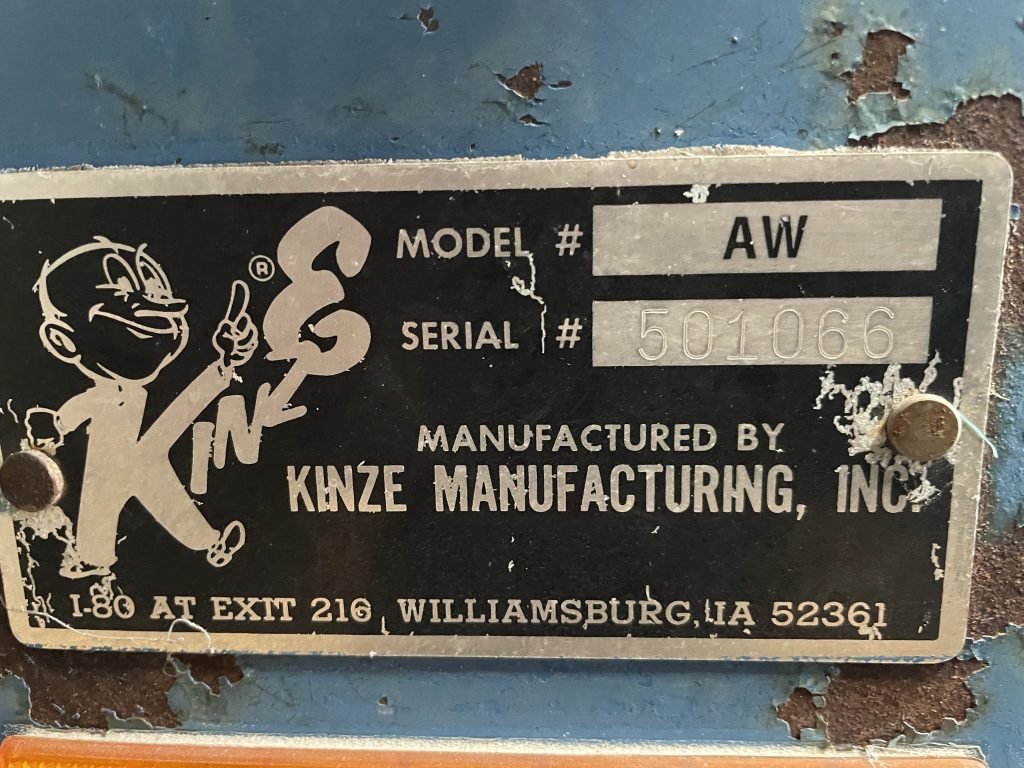 KINZE ®
MODEL # AW
SERIAL # 501066
MANUFACTURED BY
KINZE MANUFACTURING, INC.
I-80 AT EXIT 216 WILLIAMSBURG, IA 52361